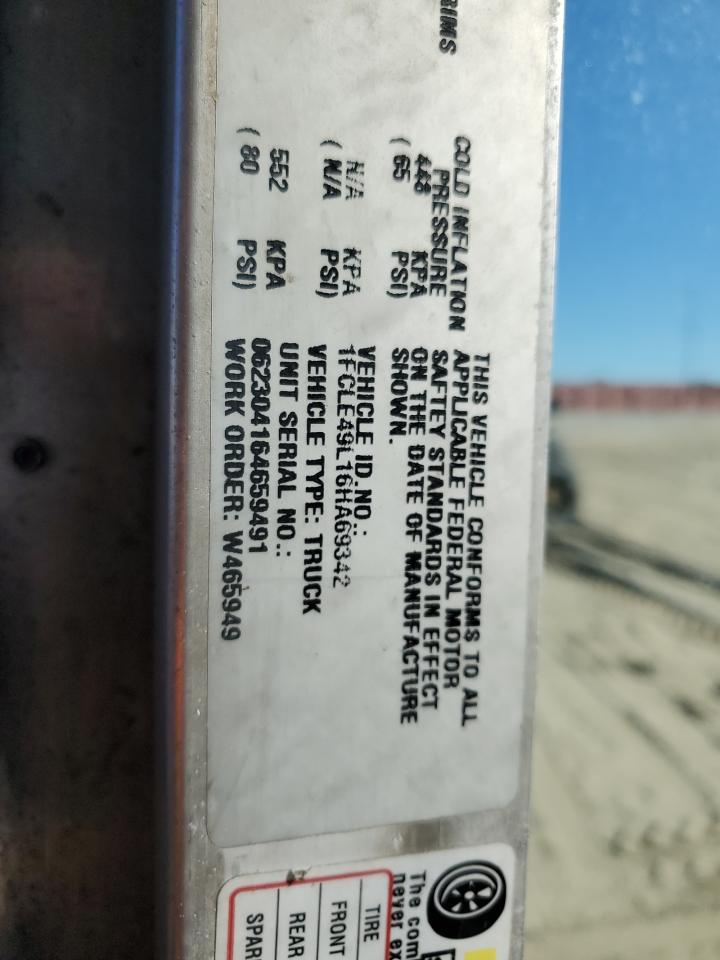 RIMS
COLD INFLATION
PRESSURE
448 KPA
( 65 PSI)
N/A KPA
( N/A PSI)
552 KPA
( 80 PSI)
THIS VEHICLE CONFORMS TO ALL
APPLICABLE FEDERAL MOTOR
SAFTEY STANDARDS IN EFFECT
ON THE DATE OF MANUFACTURE
SHOWN.
VEHICLE ID.NO.:
1FCLE49L16HA69342
VEHICLE TYPE: TRUCK
UNIT SERIAL NO.:
062304164659491
WORK ORDER: W465949
The com
never ex
TIRE
FRONT
REAR
SPAR